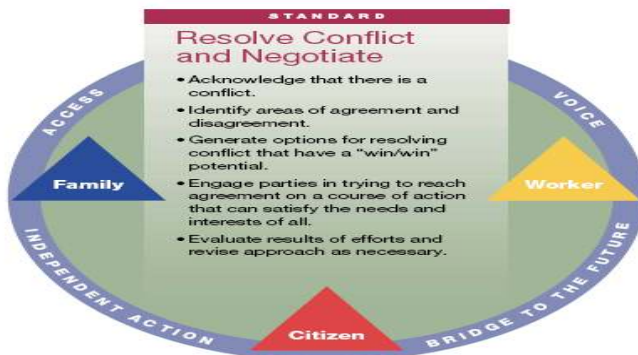 STANDARD
Resolve Conflict
and Negotiate
• Acknowledge that there is a
conflict.
• Identify areas of agreement and
disagreement.
• Generate options for resolving
conflict that have a "win/win"
potential.
• Engage parties in trying to reach
agreement on a course of action
that can satisfy the needs and
interests of all.
• Evaluate results of efforts and
revise approach as necessary.
ACCESS
VOICE
Family
Worker
INDEPENDENT ACTION
BRIDGE TO THE FUTURE
Citizen